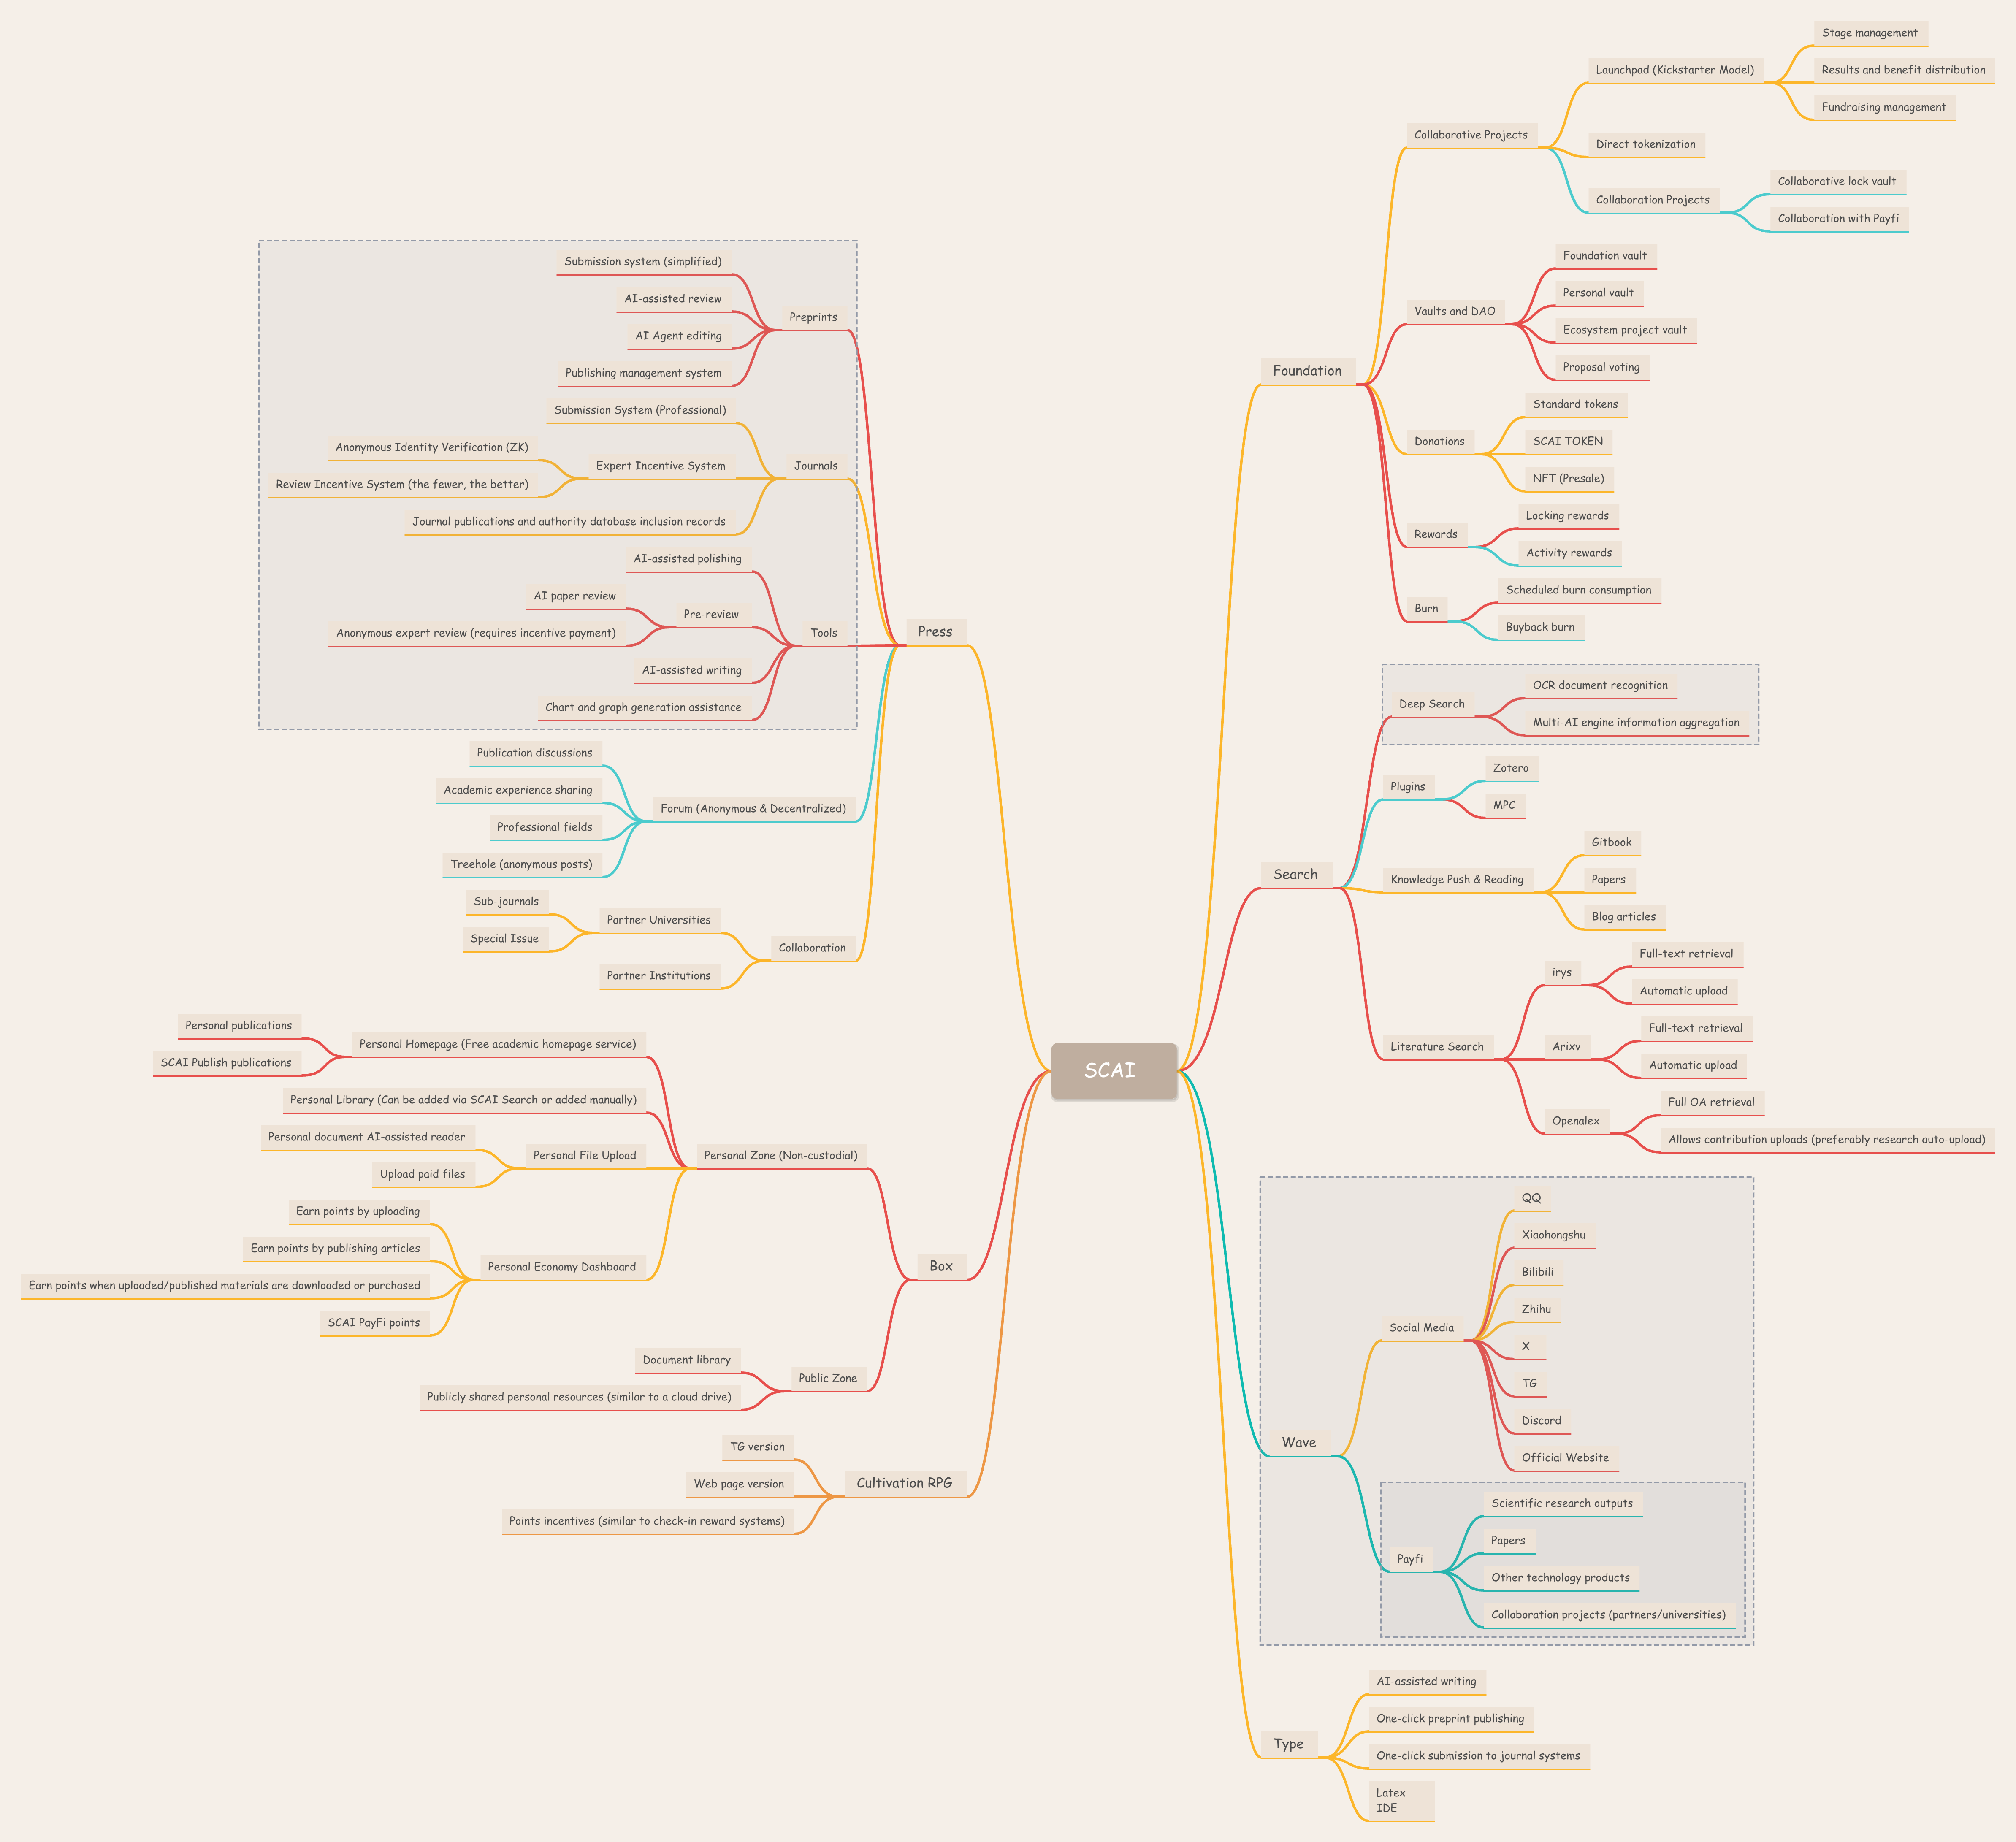 SCAI
Foundation
Collaborative Projects
Launchpad (Kickstarter Model)
Stage management
Results and benefit distribution
Fundraising management
Direct tokenization
Collaboration Projects
Collaborative lock vault
Collaboration with Payfi
Vaults and DAO
Foundation vault
Personal vault
Ecosystem project vault
Proposal voting
Donations
Standard tokens
SCAI TOKEN
NFT (Presale)
Rewards
Locking rewards
Activity rewards
Burn
Scheduled burn consumption
Buyback burn
Search
Deep Search
OCR document recognition
Multi-AI engine information aggregation
Plugins
Zotero
MPC
Knowledge Push & Reading
Gitbook
Papers
Blog articles
Literature Search
irys
Full-text retrieval
Automatic upload
Arixv
Full-text retrieval
Automatic upload
Openalex
Full OA retrieval
Allows contribution uploads (preferably research auto-upload)
Wave
Social Media
QQ
Xiaohongshu
Bilibili
Zhihu
X
TG
Discord
Official Website
Payfi
Scientific research outputs
Papers
Other technology products
Collaboration projects (partners/universities)
Type
AI-assisted writing
One-click preprint publishing
One-click submission to journal systems
Latex
IDE
Press
Preprints
Submission system (simplified)
AI-assisted review
AI Agent editing
Publishing management system
Journals
Submission System (Professional)
Expert Incentive System
Anonymous Identity Verification (ZK)
Review Incentive System (the fewer, the better)
Journal publications and authority database inclusion records
Tools
AI-assisted polishing
Pre-review
AI paper review
Anonymous expert review (requires incentive payment)
AI-assisted writing
Chart and graph generation assistance
Forum (Anonymous & Decentralized)
Publication discussions
Academic experience sharing
Professional fields
Treehole (anonymous posts)
Collaboration
Partner Universities
Sub-journals
Special Issue
Partner Institutions
Box
Personal Zone (Non-custodial)
Personal Homepage (Free academic homepage service)
Personal publications
SCAI Publish publications
Personal Library (Can be added via SCAI Search or added manually)
Personal File Upload
Personal document AI-assisted reader
Upload paid files
Personal Economy Dashboard
Earn points by uploading
Earn points by publishing articles
Earn points when uploaded/published materials are downloaded or purchased
SCAI PayFi points
Public Zone
Document library
Publicly shared personal resources (similar to a cloud drive)
Cultivation RPG
TG version
Web page version
Points incentives (similar to check-in reward systems)